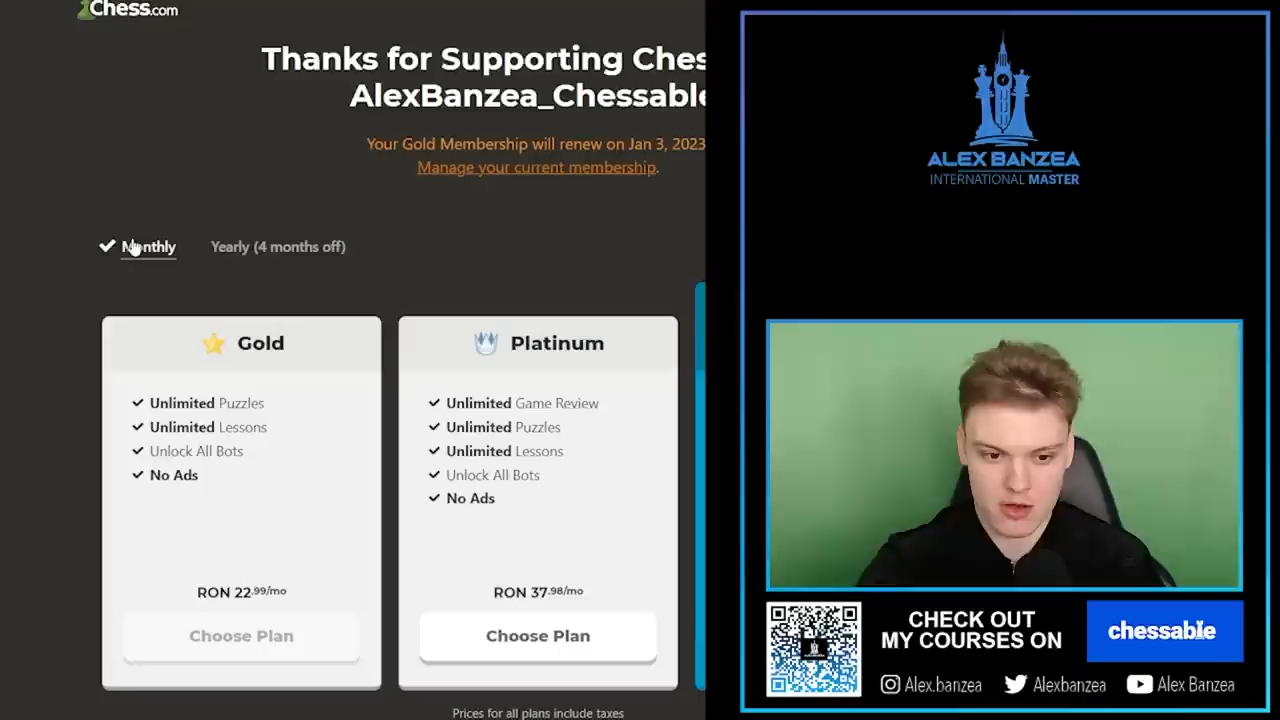 Chess.com
Thanks for Supporting Ches
AlexBanzea_Chessable
Your Gold Membership will renew on Jan 3, 2023
Manage your current membership.
Monthly
Yearly (4 months off)
Gold
Unlimited Puzzles
Unlimited Lessons
Unlock All Bots
No Ads
RON 22.99/mo
Choose Plan
Platinum
Unlimited Game Review
Unlimited Puzzles
Unlimited Lessons
Unlock All Bots
No Ads
RON 37.98/mo
Choose Plan
Prices for all plans include taxes
ALEX BANZEA
INTERNATIONAL MASTER
CHECK OUT
MY COURSES ON
chessable
Alex.banzea
Alexbanzea
Alex Banzea